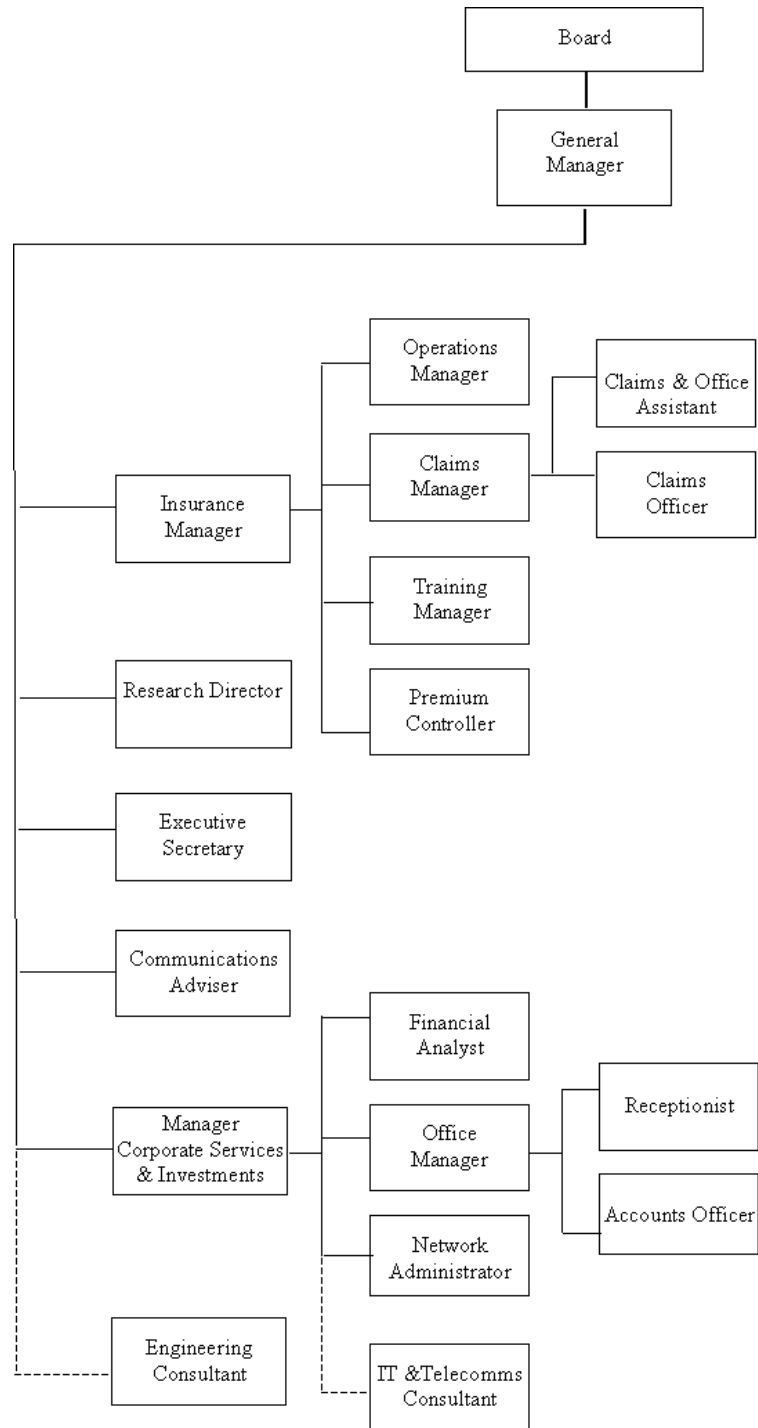 Board
General
Manager
Operations
Manager
Claims & Office
Assistant
Claims
Manager
Claims
Officer
Insurance
Manager
Training
Manager
Research Director
Premium
Controller
Executive
Secretary
Communications
Adviser
Financial
Analyst
Manager
Corporate Services
& Investments
Office
Manager
Receptionist
Accounts Officer
Network
Administrator
Engineering
Consultant
IT &Telecomms
Consultant